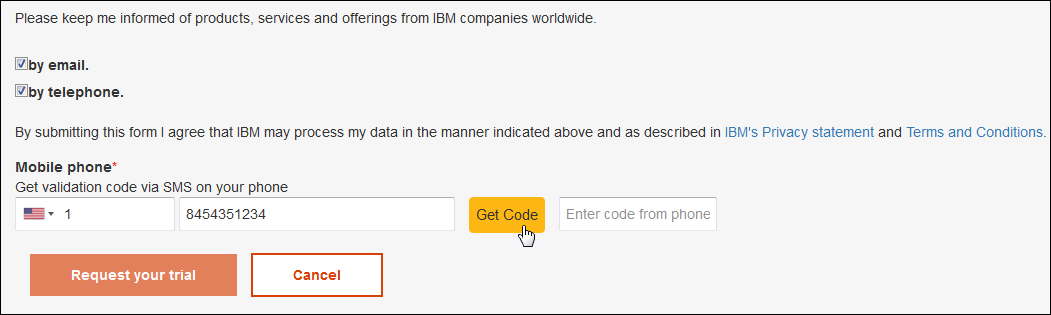 Please keep me informed of products, services and offerings from IBM companies worldwide.
by email.
by telephone.
By submitting this form I agree that IBM may process my data in the manner indicated above and as described in IBM's Privacy statement and Terms and Conditions.
Mobile phone*
Get validation code via SMS on your phone
1 8454351234 Get Code Enter code from phone
Request your trial Cancel